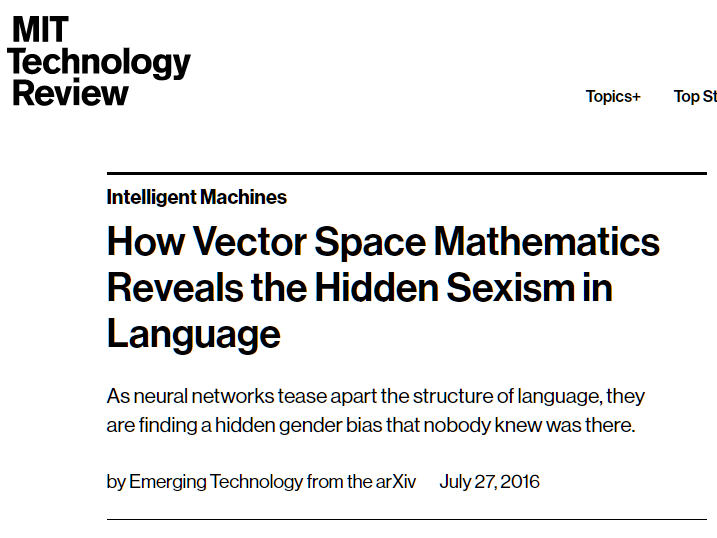 MIT
Technology
Review
Topics+ Top St
Intelligent Machines
How Vector Space Mathematics
Reveals the Hidden Sexism in
Language
As neural networks tease apart the structure of language, they
are finding a hidden gender bias that nobody knew was there.
by Emerging Technology from the arXiv July 27, 2016